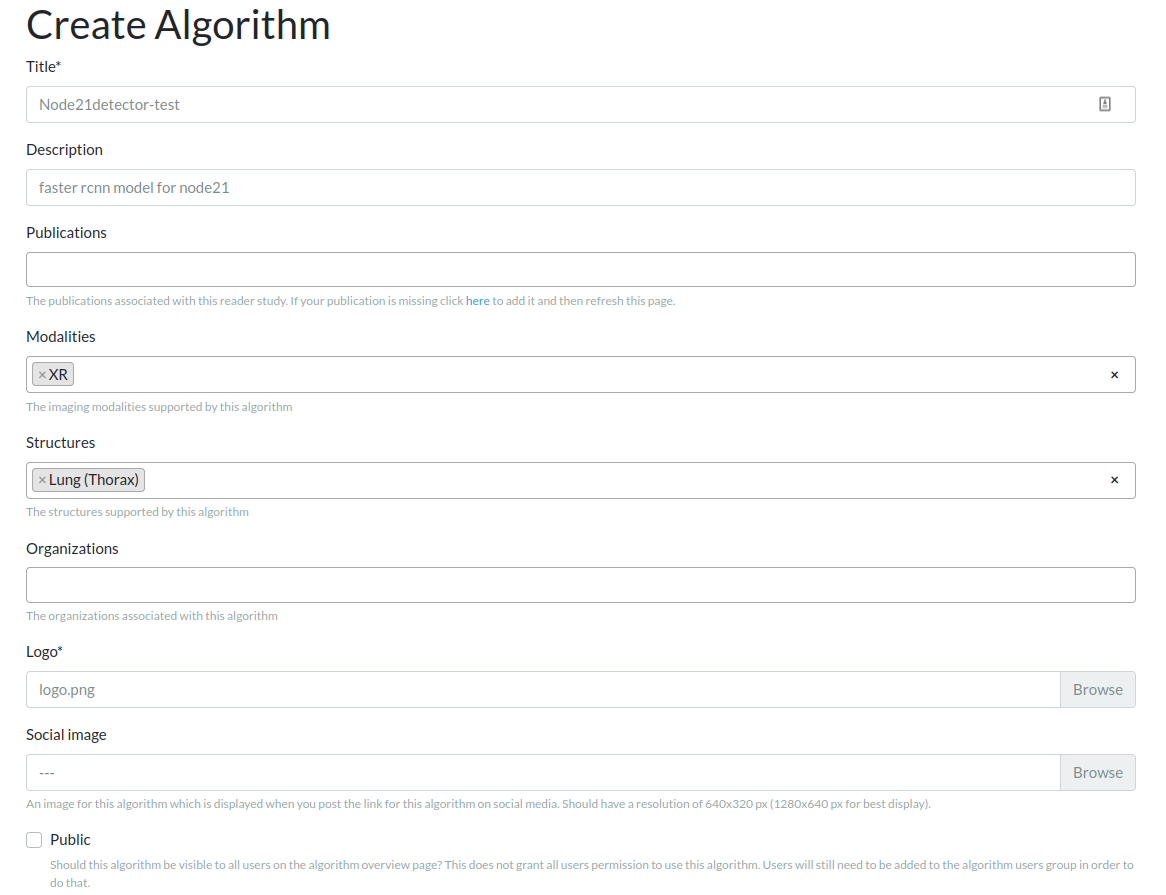 Create Algorithm
Title*
Node21detector-test
Description
faster rcnn model for node21
Publications
The publications associated with this reader study. If your publication is missing click here to add it and then refresh this page.
Modalities
×XR ×
The imaging modalities supported by this algorithm
Structures
×Lung (Thorax) ×
The structures supported by this algorithm
Organizations
The organizations associated with this algorithm
Logo*
logo.png Browse
Social image
--- Browse
An image for this algorithm which is displayed when you post the link for this algorithm on social media. Should have a resolution of 640x320 px (1280x640 px for best display).
Public
Should this algorithm be visible to all users on the algorithm overview page? This does not grant all users permission to use this algorithm. Users will still need to be added to the algorithm users group in order to
do that.